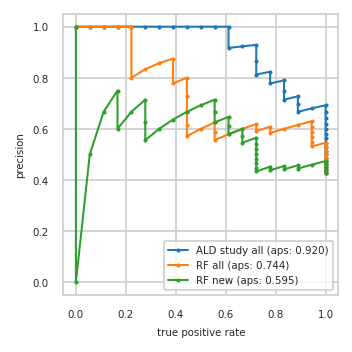 1.0
0.8
0.6
0.4
0.2
0.0
precision
0.0 0.2 0.4 0.6 0.8 1.0
true positive rate
ALD study all (aps: 0.920)
RF all (aps: 0.744)
RF new (aps: 0.595)